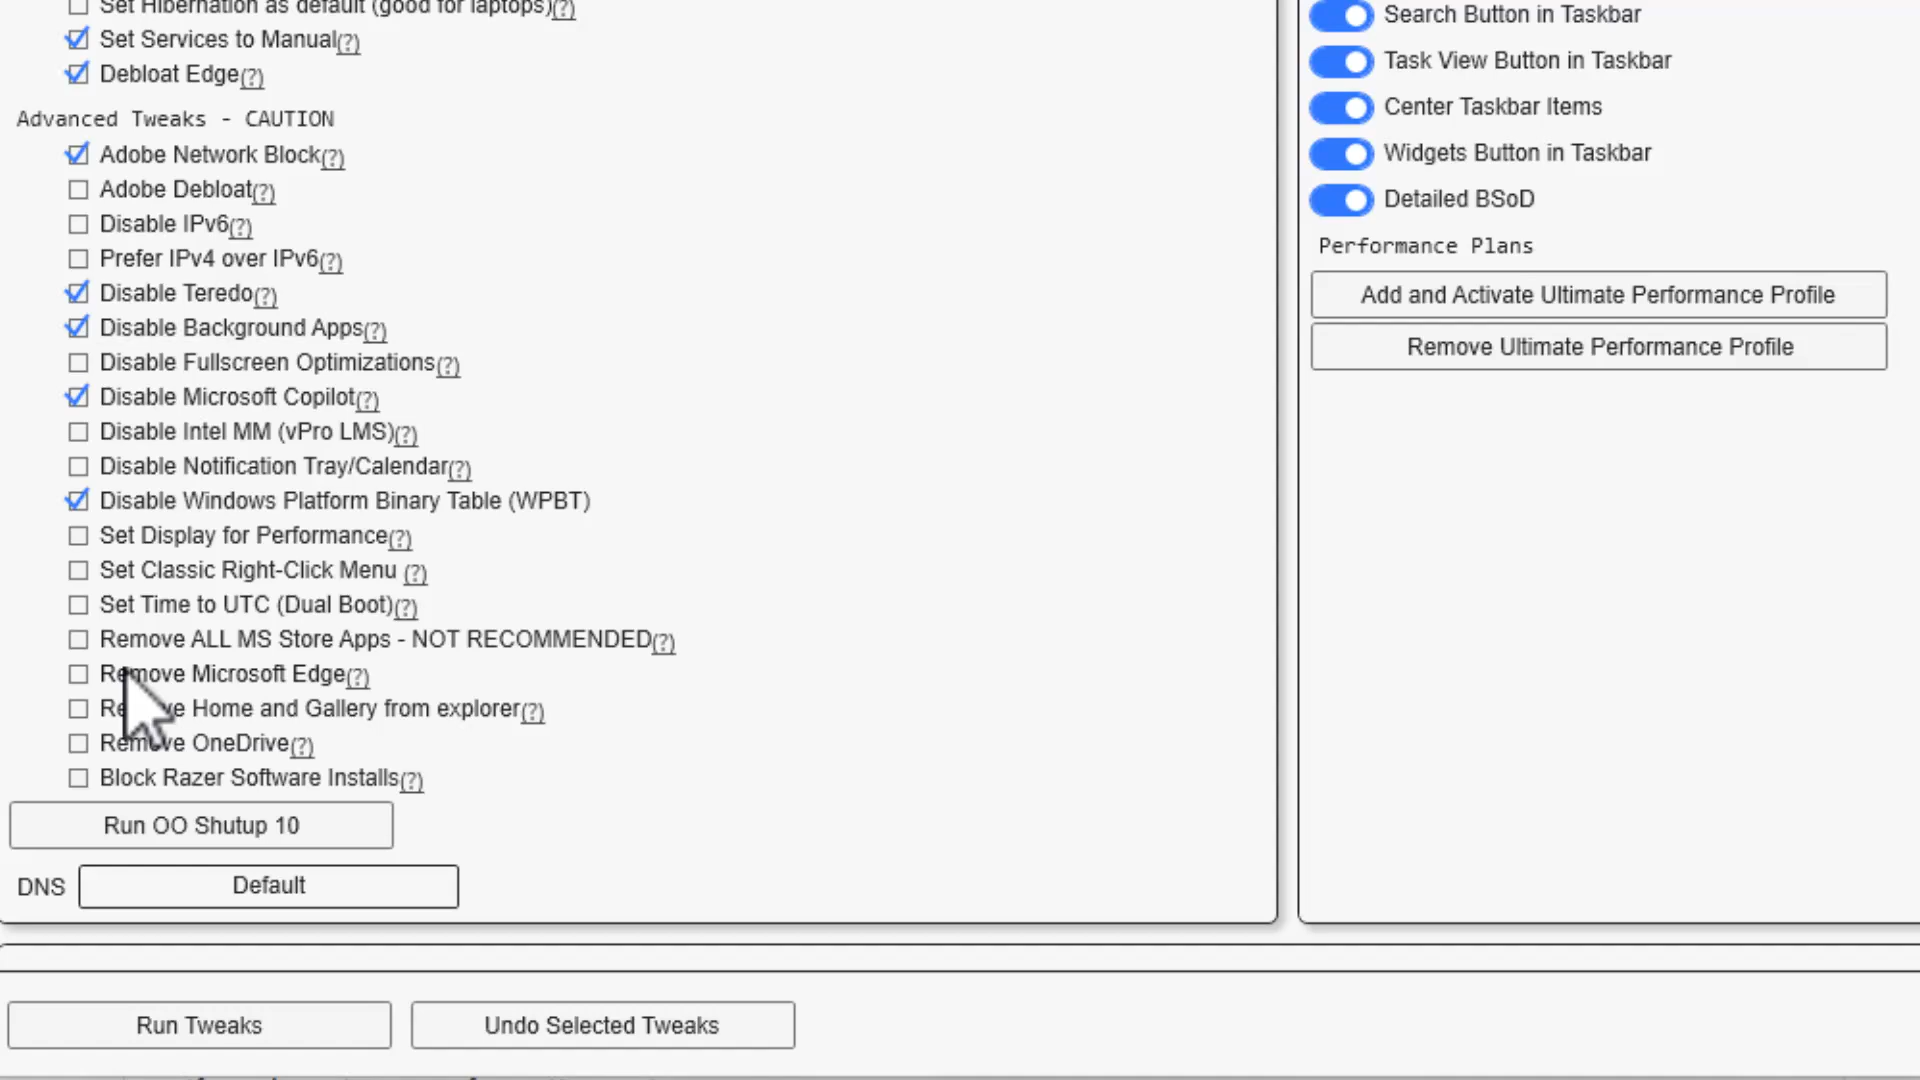 Set Hibernation as default (good for laptops)(?)
Set Services to Manual(?)
Debloat Edge(?)
Advanced Tweaks - CAUTION
Adobe Network Block(?)
Adobe Debloat(?)
Disable IPv6(?)
Prefer IPv4 over IPv6(?)
Disable Teredo(?)
Disable Background Apps(?)
Disable Fullscreen Optimizations(?)
Disable Microsoft Copilot(?)
Disable Intel MM (vPro LMS)(?)
Disable Notification Tray/Calendar(?)
Disable Windows Platform Binary Table (WPBT)
Set Display for Performance(?)
Set Classic Right-Click Menu (?)
Set Time to UTC (Dual Boot)(?)
Remove ALL MS Store Apps - NOT RECOMMENDED(?)
Remove Microsoft Edge(?)
Remove Home and Gallery from explorer(?)
Remove OneDrive(?)
Block Razer Software Installs(?)
Run OO Shutup 10
DNS Default
Run Tweaks
Undo Selected Tweaks
Search Button in Taskbar
Task View Button in Taskbar
Center Taskbar Items
Widgets Button in Taskbar
Detailed BSoD
Performance Plans
Add and Activate Ultimate Performance Profile
Remove Ultimate Performance Profile